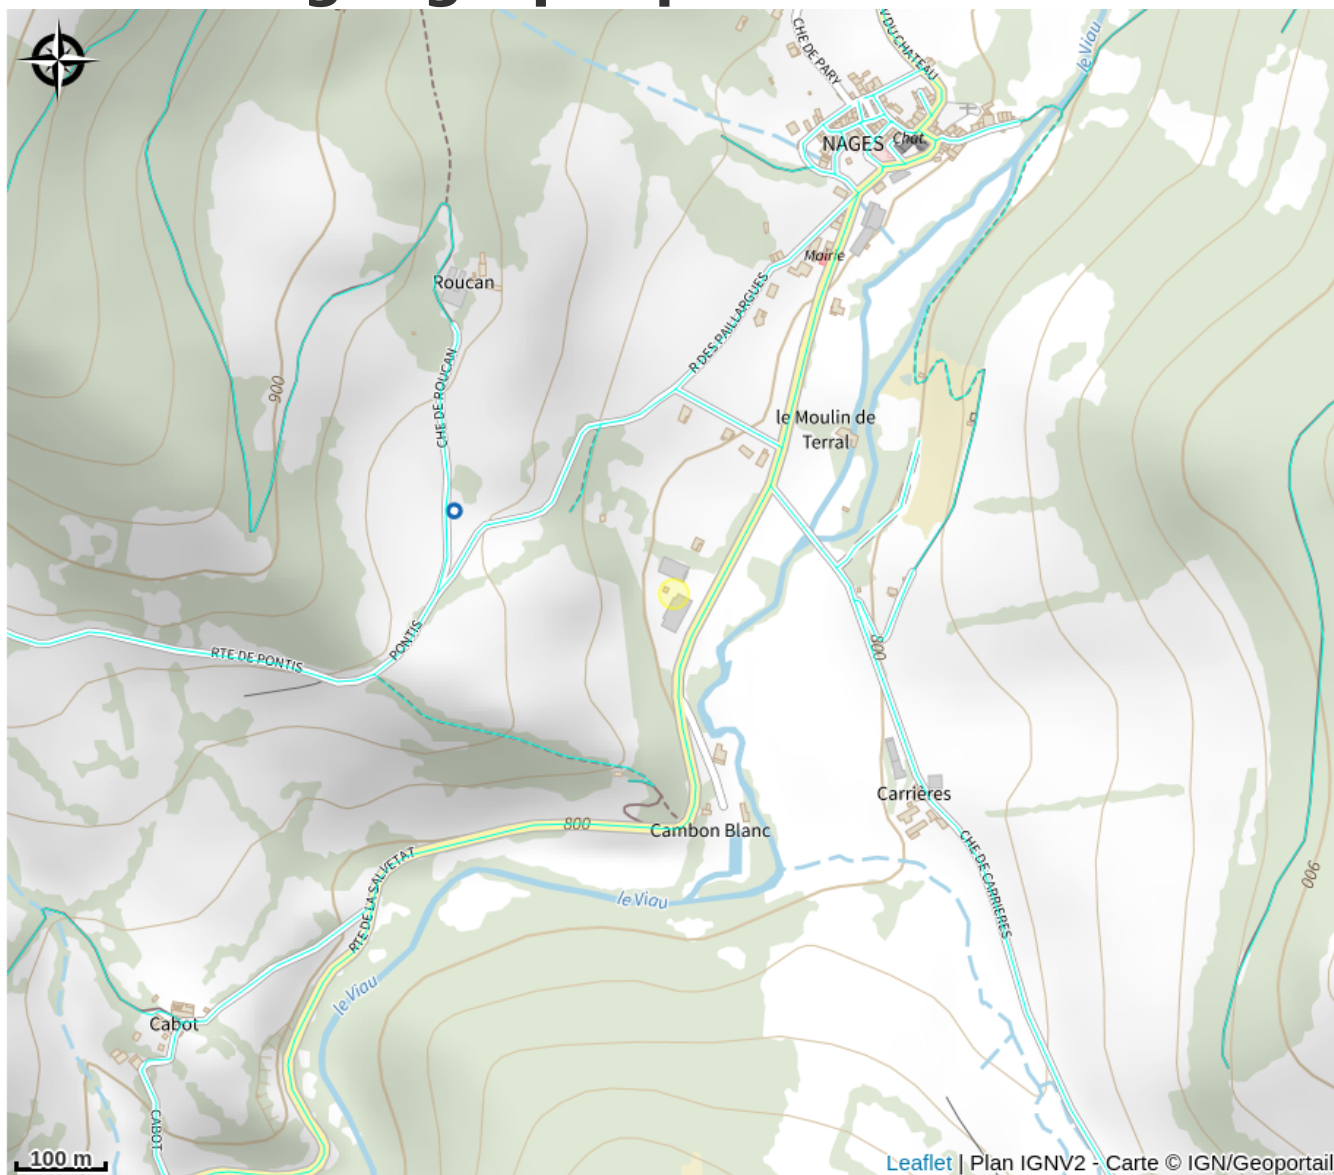 le Viau
V DU CHATEAU
CHE DE PARY
NAGES
Chat.
Mairie
Roucan
R DES PAILLARGUES
CHE DE ROUCAN
900
le Moulin de
Terral
PONTIS
RTE DE PONTIS
800
Carrières
800
Cambon Blanc
CHE DE CARRIERES
RTE DE LA SALVETAT
le Viau
900
le Viau
Cabot
CABOT
100 m
Leaflet | Plan IGNV2 - Carte © IGN/Geoportail